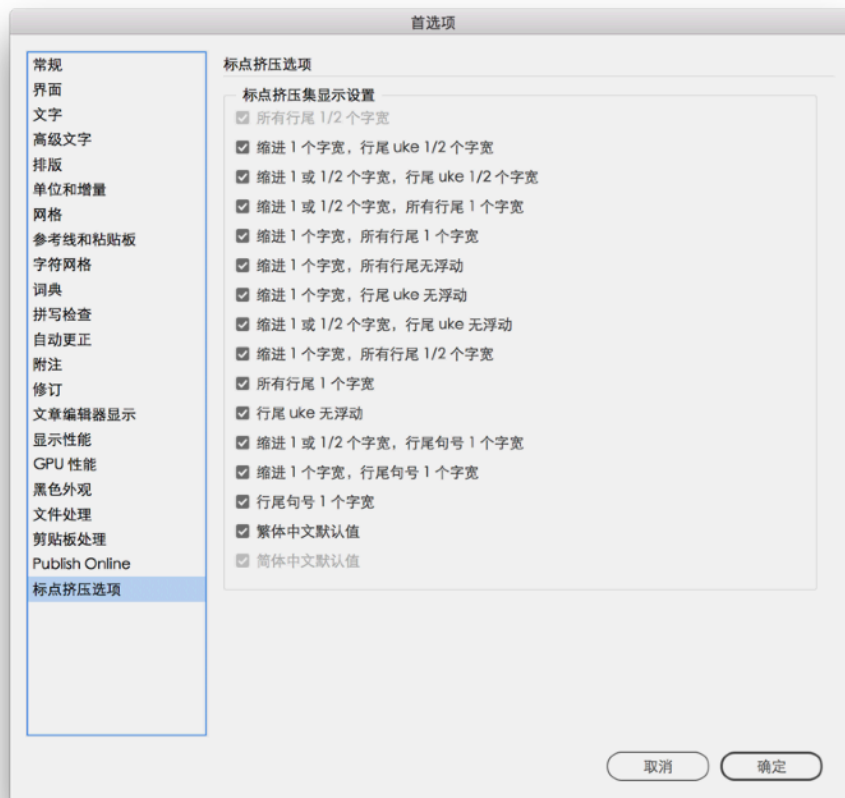 首选项
常规
界面
文字
高级文字
排版
单位和增量
网格
参考线和粘贴板
字符网格
词典
拼写检查
自动更正
附注
修订
文章编辑器显示
显示性能
GPU 性能
黑色外观
文件处理
剪贴板处理
Publish Online
标点挤压选项
标点挤压选项
标点挤压集显示设置
所有行尾 1/2 个字宽
缩进 1 个字宽，行尾 uke 1/2 个字宽
缩进 1 或 1/2 个字宽，行尾 uke 1/2 个字宽
缩进 1 或 1/2 个字宽，所有行尾 1 个字宽
缩进 1 个字宽，所有行尾 1 个字宽
缩进 1 个字宽，所有行尾无浮动
缩进 1 个字宽，行尾 uke 无浮动
缩进 1 或 1/2 个字宽，行尾 uke 无浮动
缩进 1 个字宽，所有行尾 1/2 个字宽
所有行尾 1 个字宽
行尾 uke 无浮动
缩进 1 或 1/2 个字宽，行尾句号 1 个字宽
缩进 1 个字宽，行尾句号 1 个字宽
行尾句号 1 个字宽
繁体中文默认值
简体中文默认值
取消
确定